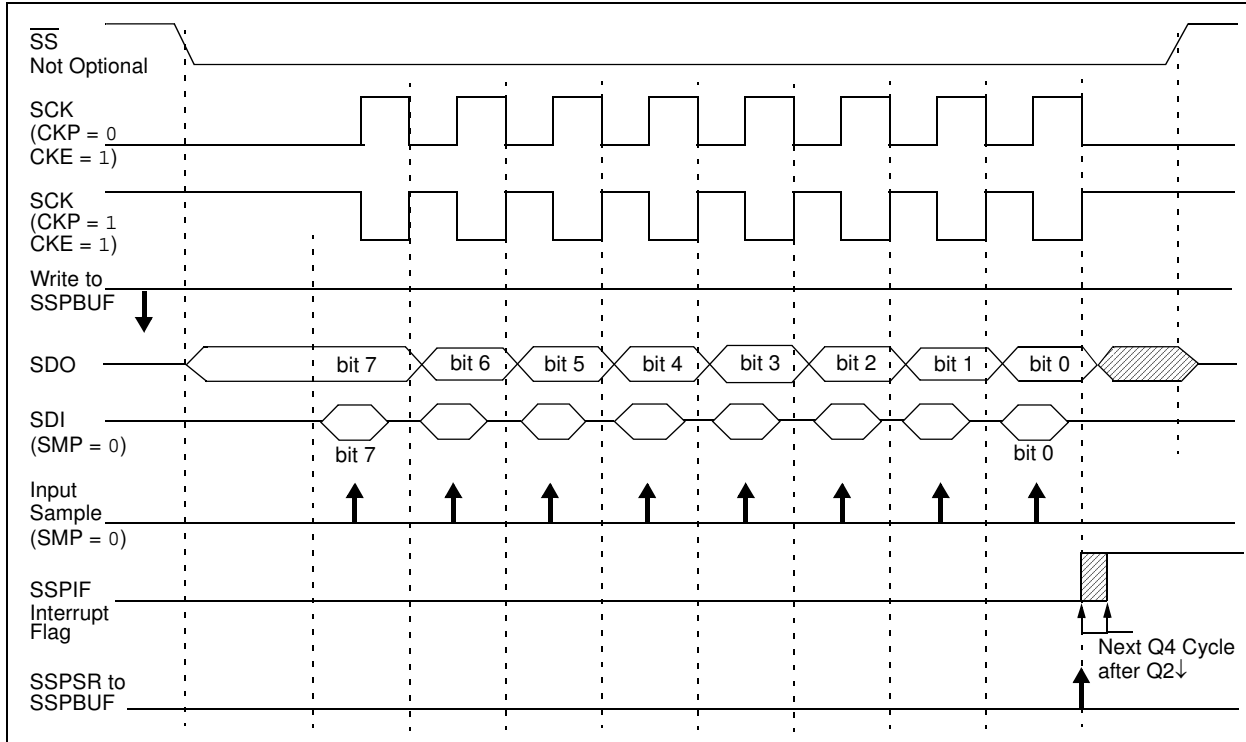 SS
Not Optional
SCK
(CKP = 0
CKE = 1)
SCK
(CKP = 1
CKE = 1)
Write to
SSPBUF
SDO
bit 7 bit 6 bit 5 bit 4 bit 3 bit 2 bit 1 bit 0
SDI
(SMP = 0)
bit 7 bit 0
Input
Sample
(SMP = 0)
SSPIF
Interrupt
Flag
Next Q4 Cycle
after Q2↓
SSPSR to
SSPBUF